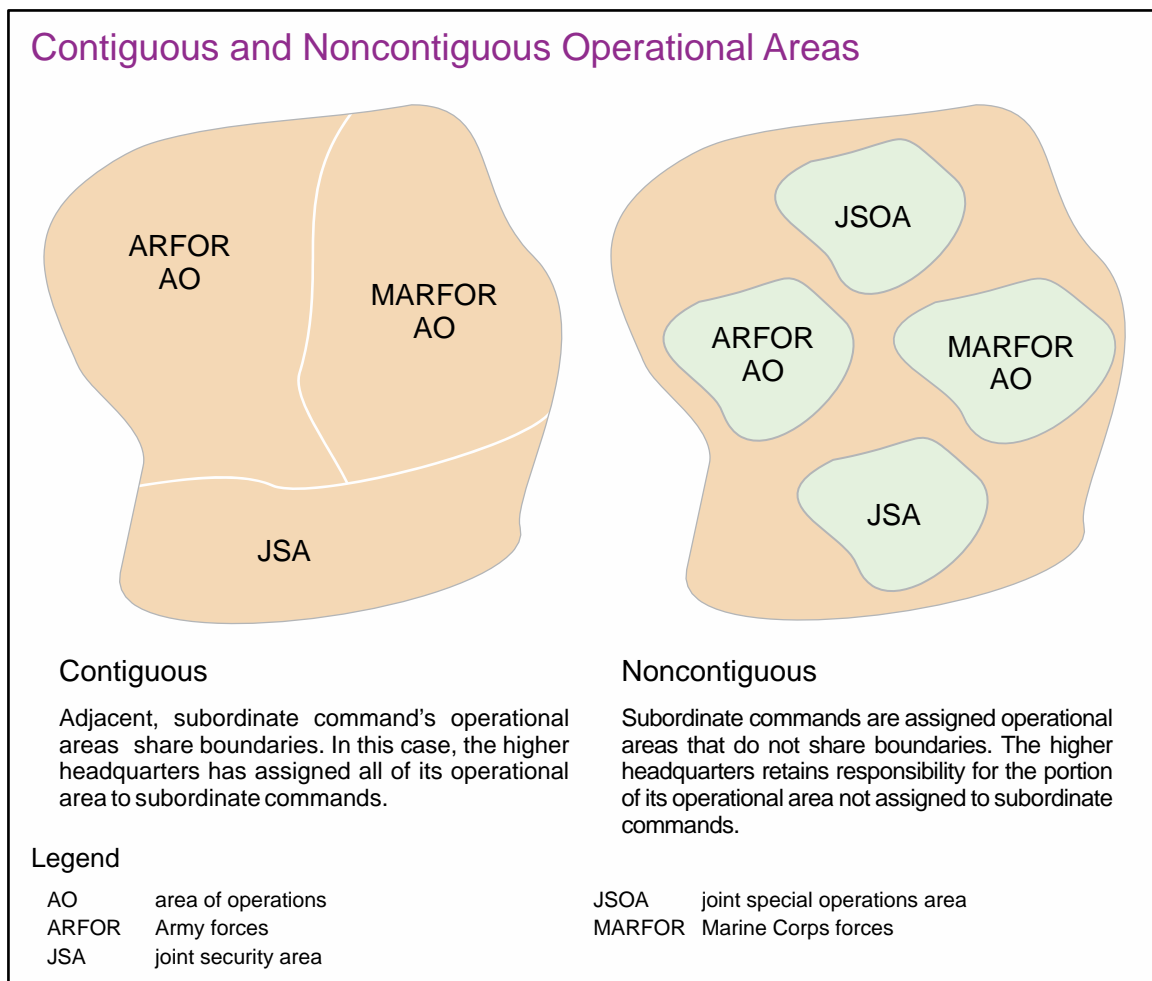 Contiguous and Noncontiguous Operational Areas
ARFOR
AO
MARFOR
AO
JSA
JSOA
ARFOR
AO
MARFOR
AO
JSA
Contiguous
Adjacent, subordinate command's operational
areas share boundaries. In this case, the higher
headquarters has assigned all of its operational
area to subordinate commands.
Noncontiguous
Subordinate commands are assigned operational
areas that do not share boundaries. The higher
headquarters retains responsibility for the portion
of its operational area not assigned to subordinate
commands.
Legend
AO area of operations
ARFOR Army forces
JSA joint security area
JSOA joint special operations area
MARFOR Marine Corps forces